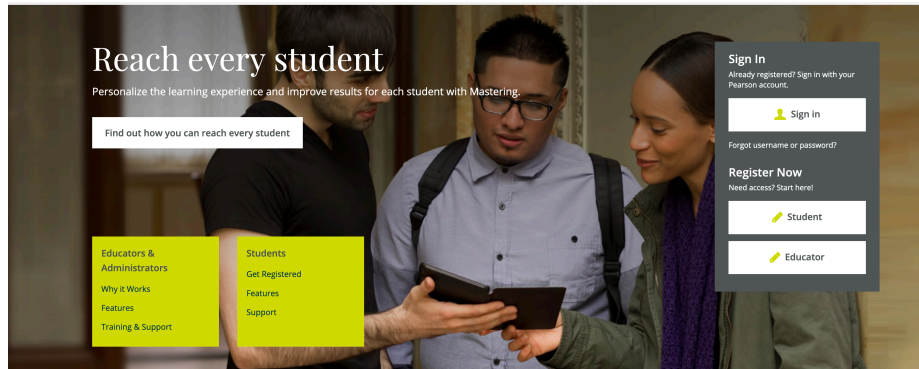 Reach every student
Personalize the learning experience and improve results for each student with Mastering.
Find out how you can reach every student
Educators &
Administrators
Why it Works
Features
Training & Support
Students
Get Registered
Features
Support
Sign In
Already registered? Sign in with your
Pearson account.
Sign in
Forgot username or password?
Register Now
Need access? Start here!
Student
Educator